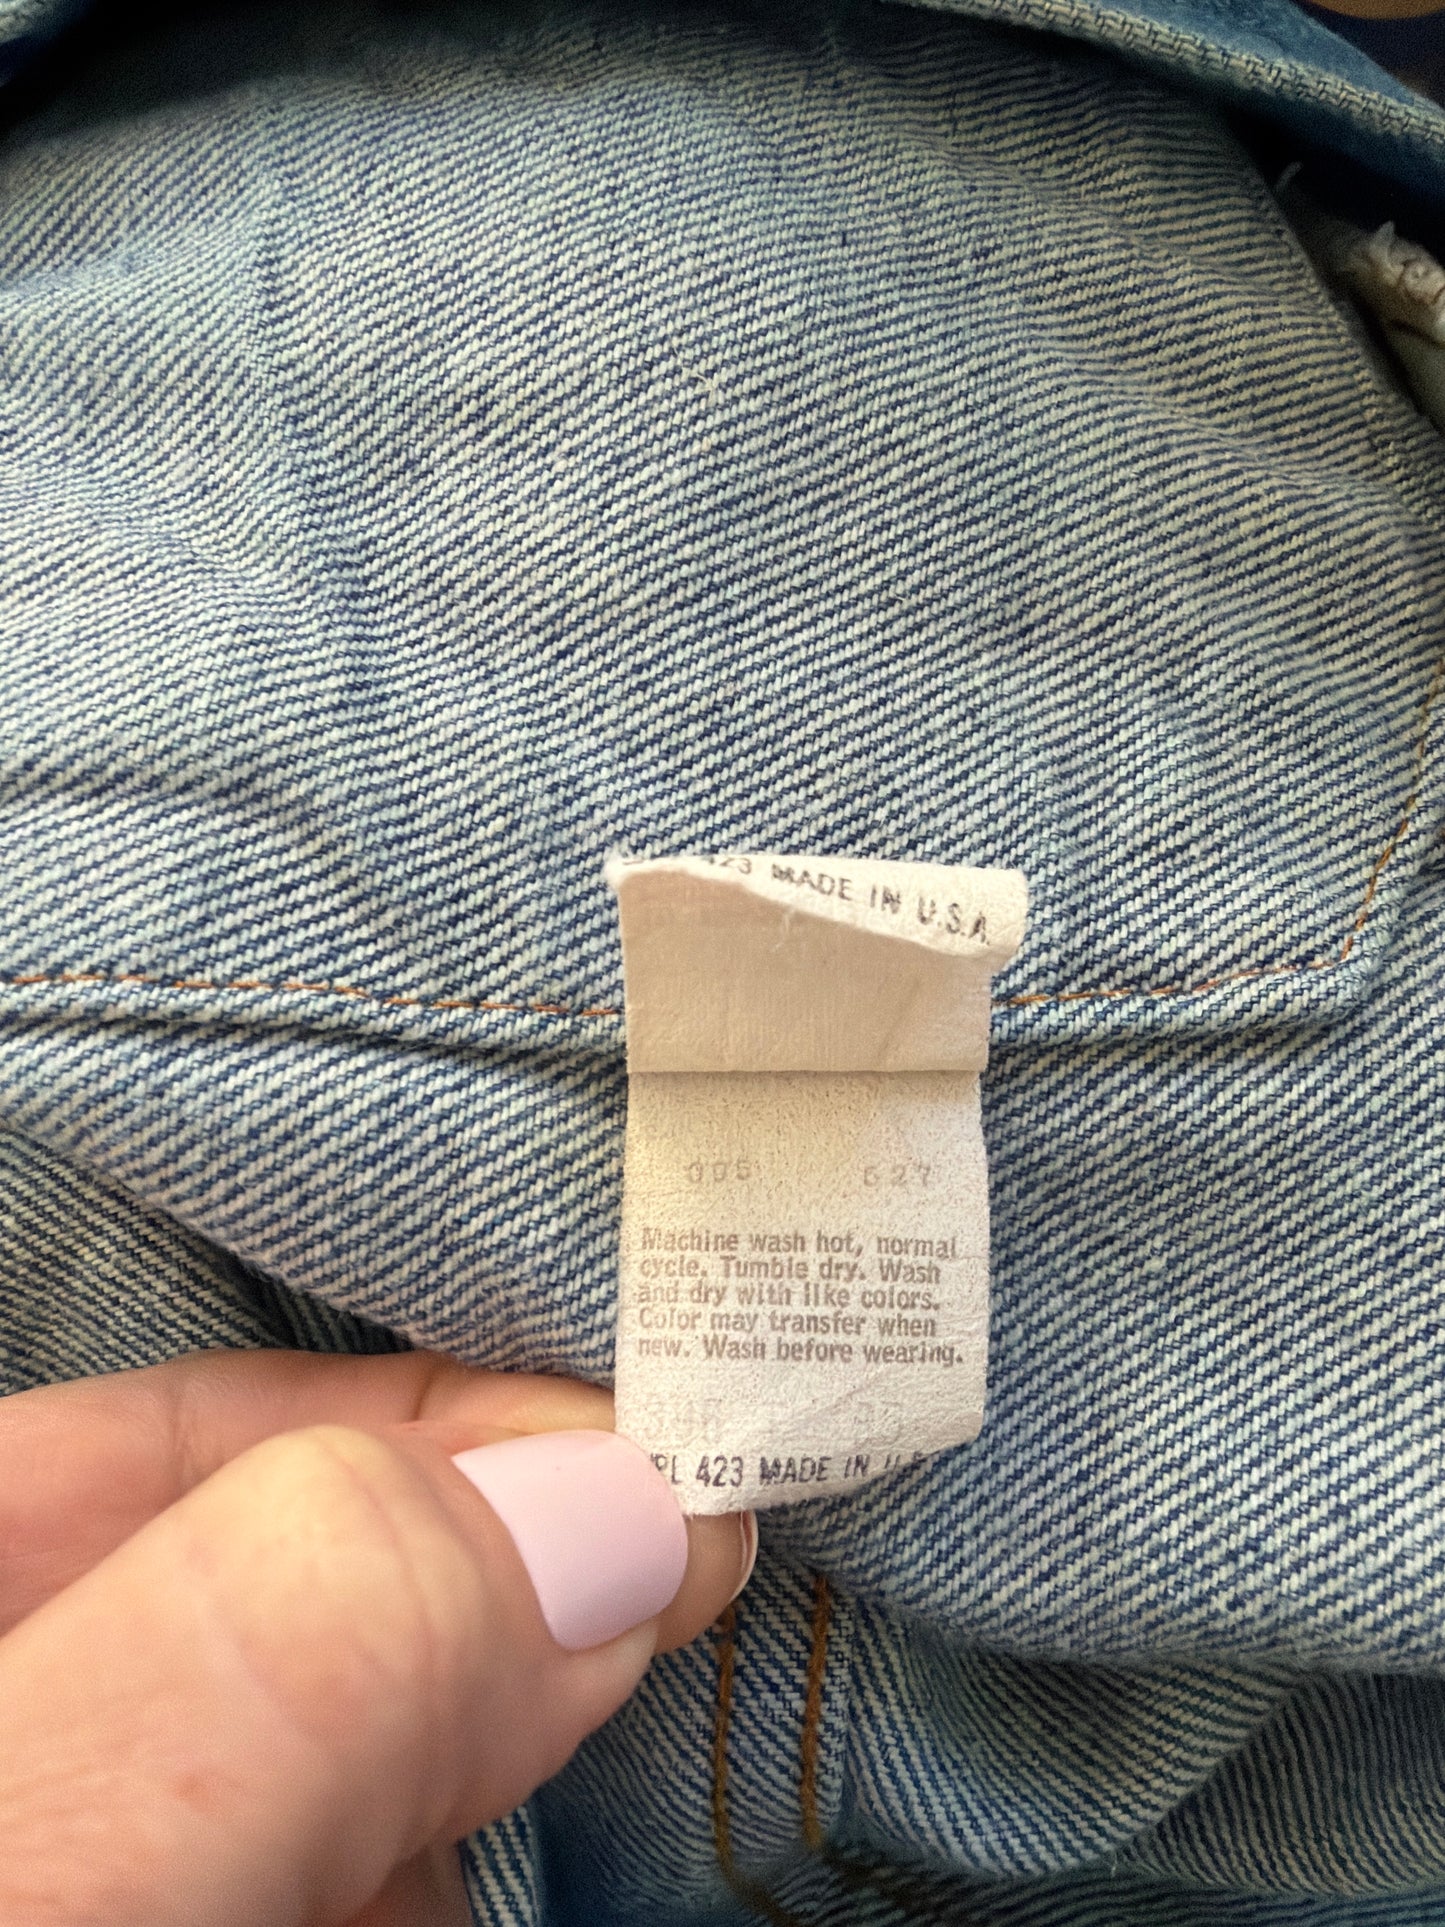 423 MADE IN U.S.A.
527
Machine wash hot, normal
cycle. Tumble dry. Wash
and dry with like colors.
Color may transfer when
new. Wash before wearing.
423 MADE IN